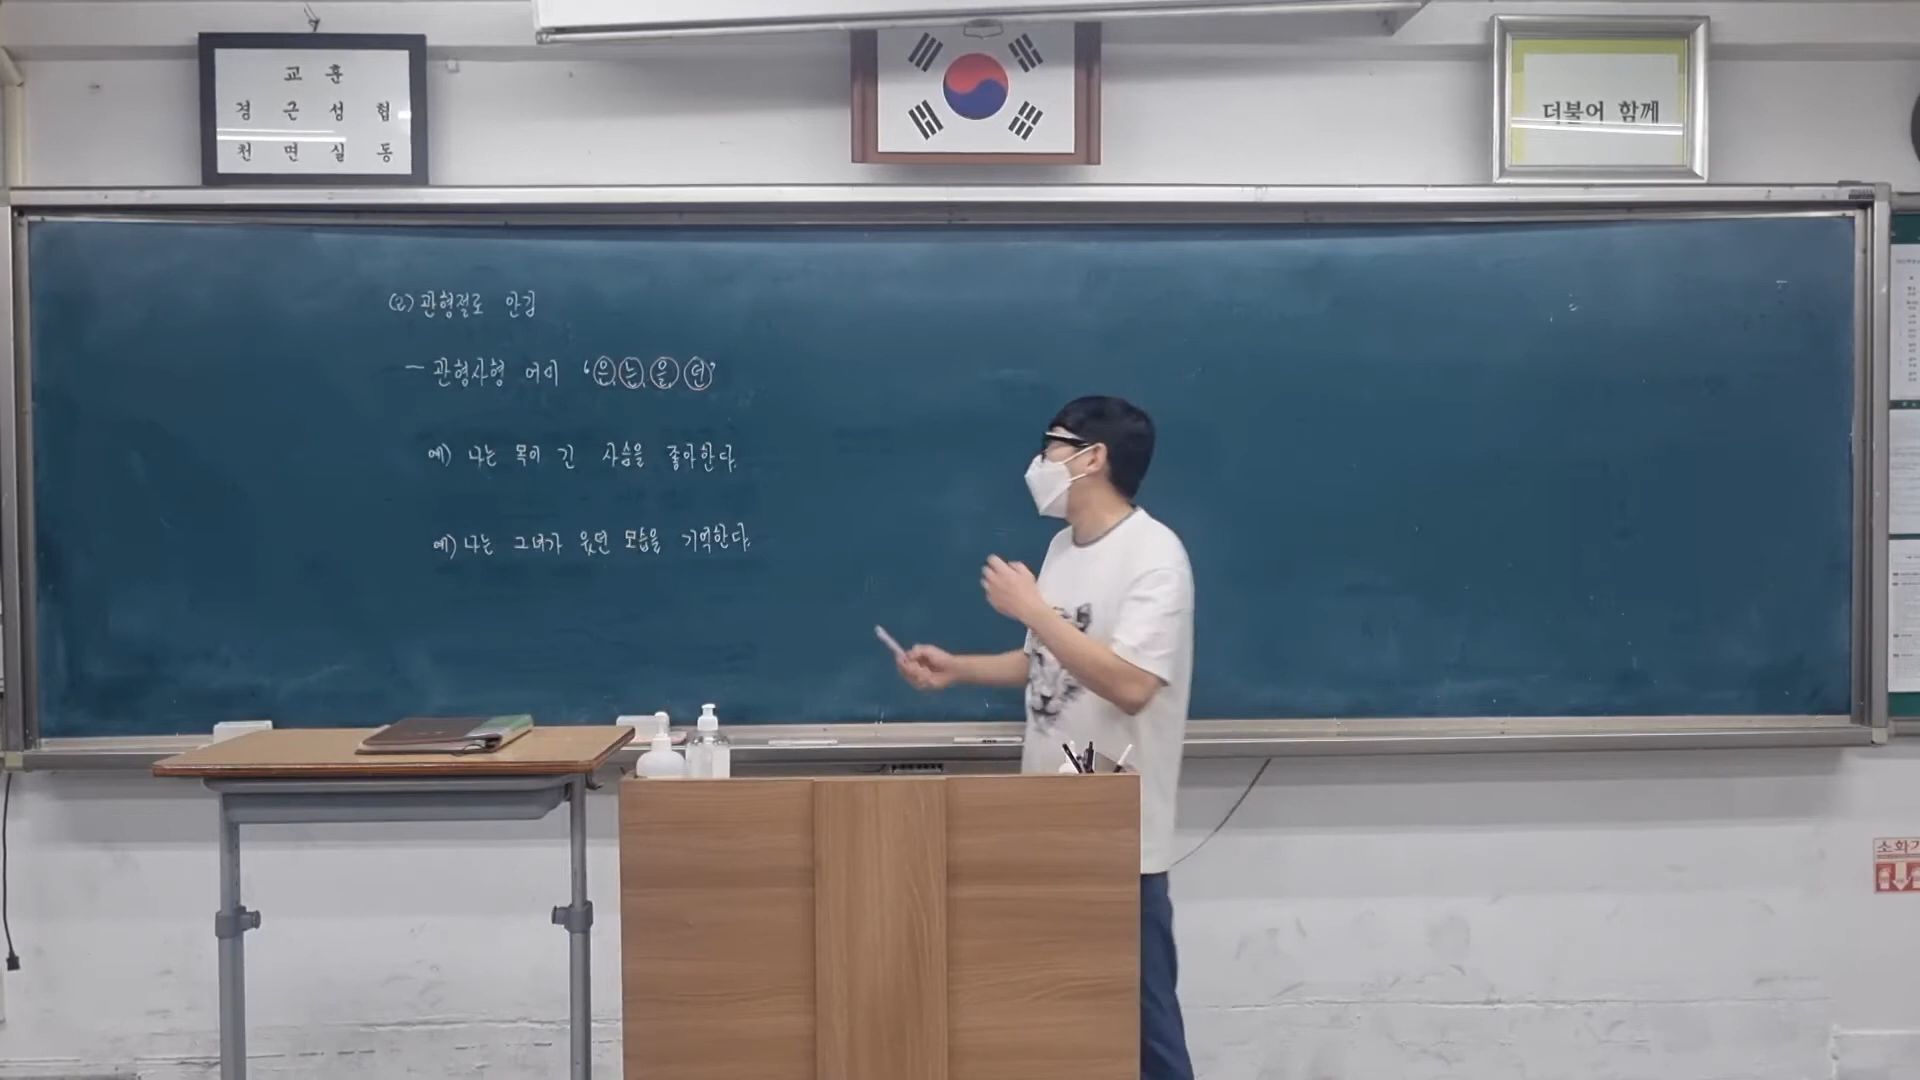 교 훈
경 근 성 협
천 면 실 동
더불어 함께
(2) 관형절로 안김
- 관형사형 어미 '은, 는, 을, 던'
예) 나는 목이 긴 사슴을 좋아한다.
예) 나는 그녀가 웃던 모습을 기억한다.